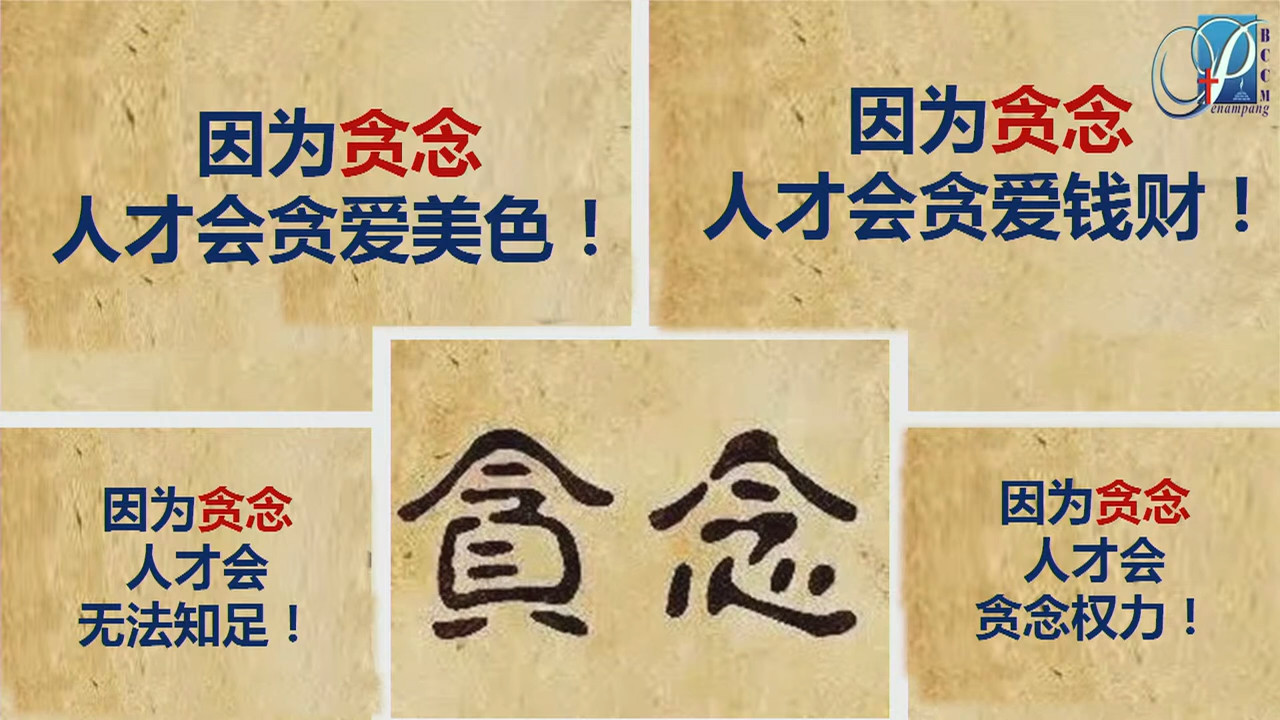 因为贪念
人才会贪爱美色！
因为贪念
人才会贪爱钱财！
BCCM
Penampang
因为贪念
人才会
无法知足！
貪念
因为贪念
人才会
贪念权力！